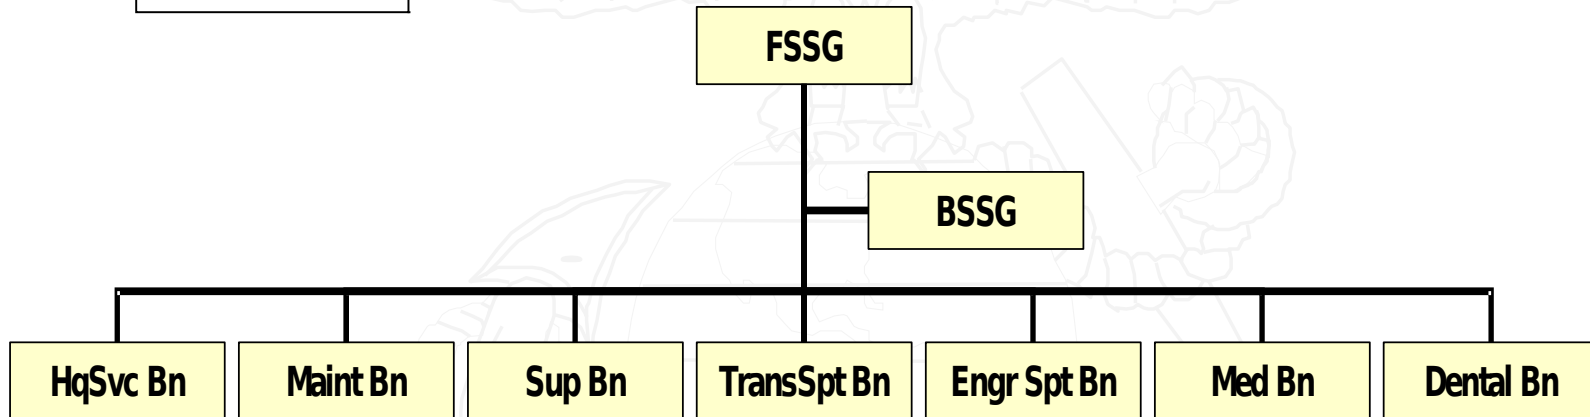 FSSG
BSSG
HqSvc Bn
Maint Bn
Sup Bn
TransSpt Bn
Engr Spt Bn
Med Bn
Dental Bn